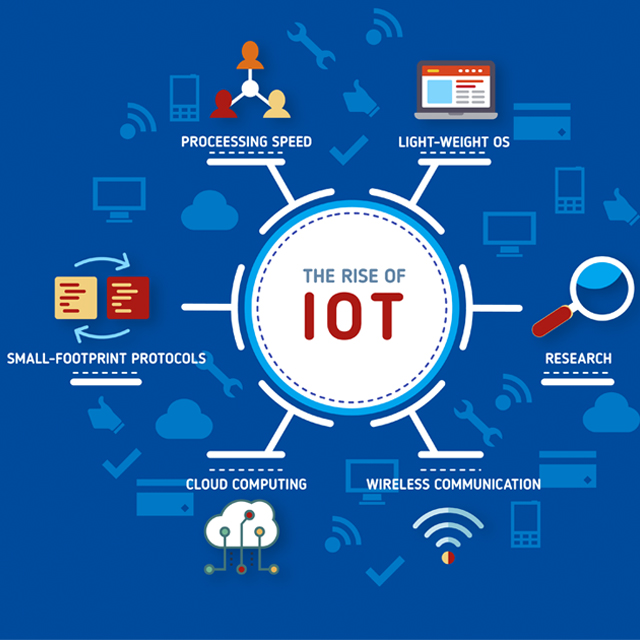 PROCEESSING SPEED
LIGHT-WEIGHT OS
THE RISE OF
IOT
SMALL-FOOTPRINT PROTOCOLS
RESEARCH
CLOUD COMPUTING
WIRELESS COMMUNICATION